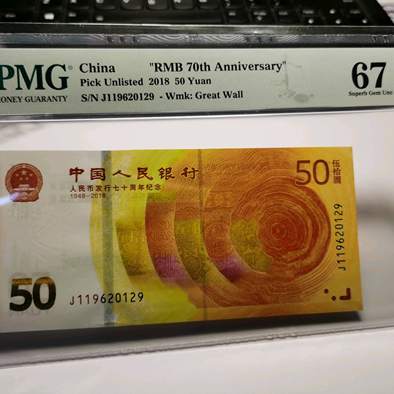 PMG
MONEY GUARANTY
China "RMB 70th Anniversary"
Pick Unlisted 2018 50 Yuan
S/N J119620129 - Wmk: Great Wall
67
Superb Gem Unc
中国人民银行
人民币发行七十周年纪念
1948-2018
50 伍拾圆
J119620129
50
J119620129